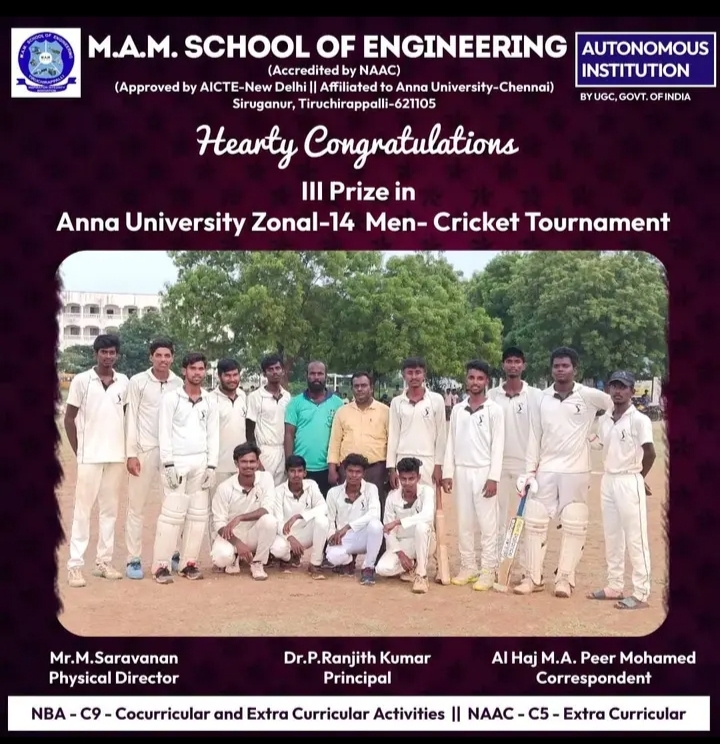 M.A.M. SCHOOL OF ENGINEERING
(Accredited by NAAC)
(Approved by AICTE-New Delhi || Affiliated to Anna University-Chennai)
Siruganur, Tiruchirappalli-621105
AUTONOMOUS
INSTITUTION
BY UGC, GOVT. OF INDIA
Hearty Congratulations
III Prize in
Anna University Zonal-14 Men- Cricket Tournament
Mr.M.Saravanan
Physical Director
Dr.P.Ranjith Kumar
Principal
Al Haj M.A. Peer Mohamed
Correspondent
NBA - C9 - Cocurricular and Extra Curricular Activities || NAAC - C5 - Extra Curricular